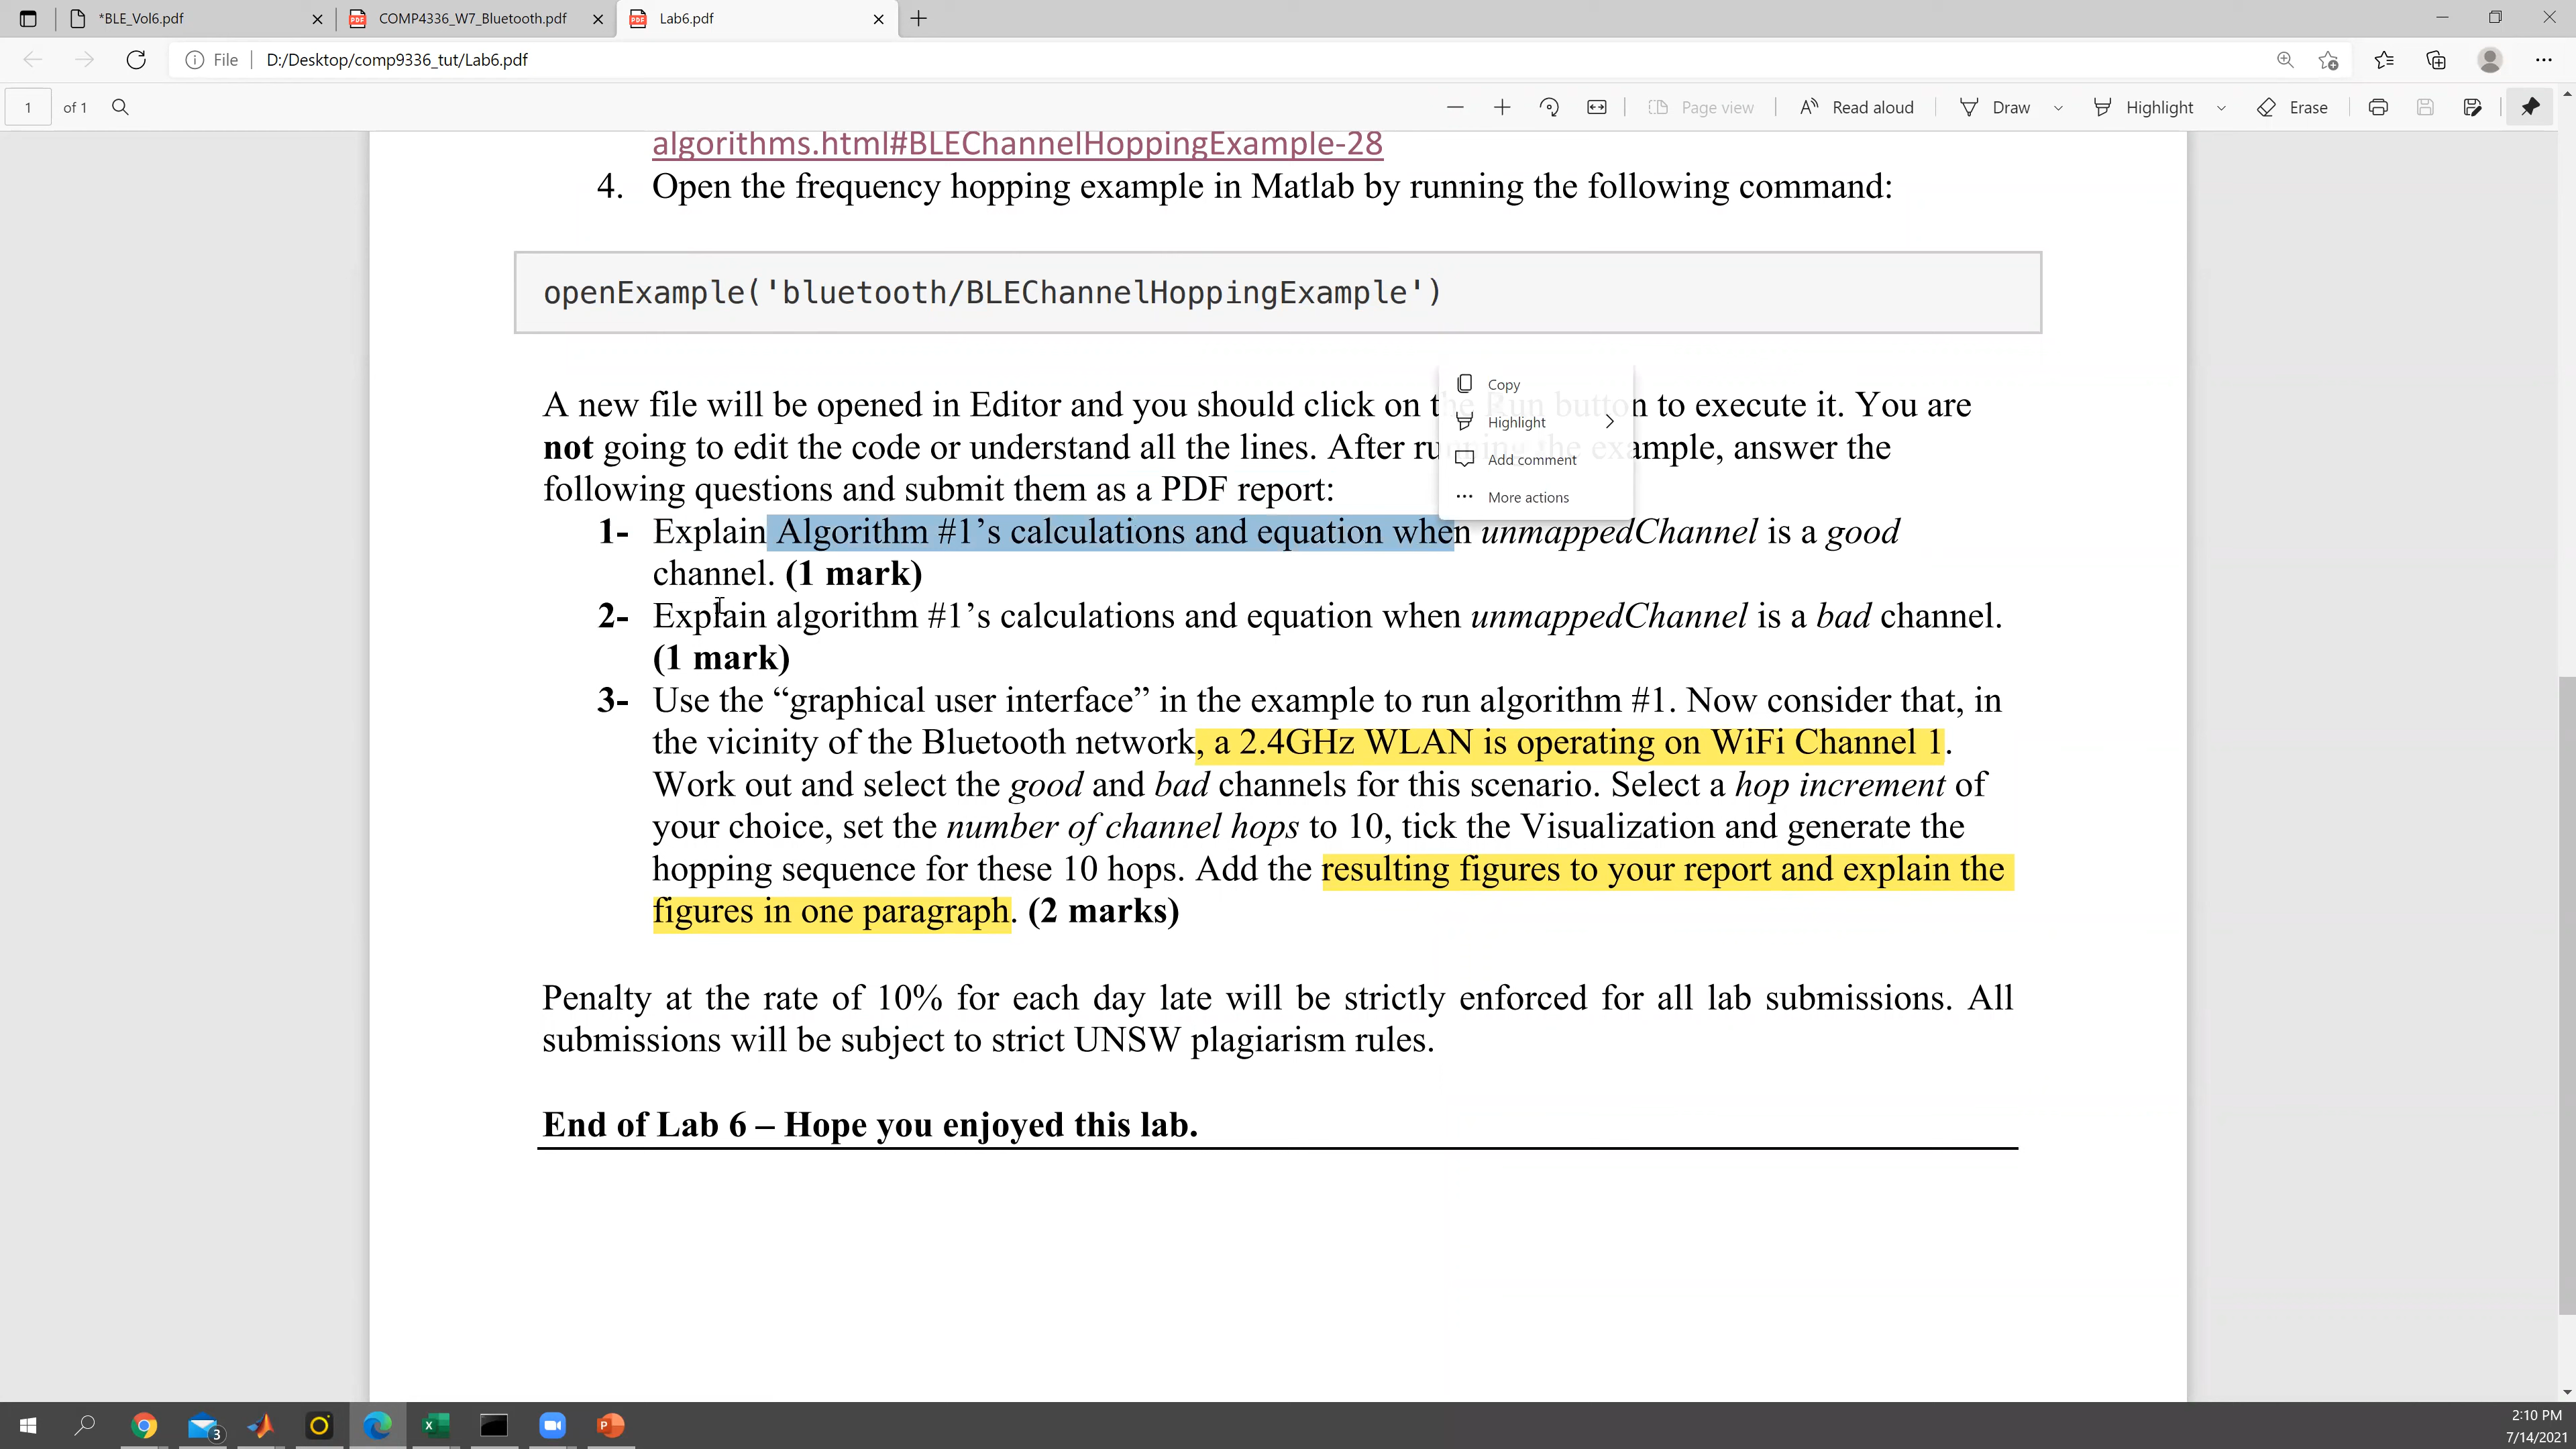 *BLE_Vol6.pdf
COMP4336_W7_Bluetooth.pdf
Lab6.pdf
File
D:/Desktop/comp9336_tut/Lab6.pdf
1 of 1
Page view
Read aloud
Draw
Highlight
Erase
algorithms.html#BLEChannelHoppingExample-28
4. Open the frequency hopping example in Matlab by running the following command:
openExample('bluetooth/BLEChannelHoppingExample')
A new file will be opened in Editor and you should click on the Run button to execute it. You are
not going to edit the code or understand all the lines. After running the example, answer the
following questions and submit them as a PDF report:
Copy
Highlight
Add comment
More actions
1- Explain Algorithm #1’s calculations and equation when unmappedChannel is a good
channel. (1 mark)
2- Explain algorithm #1’s calculations and equation when unmappedChannel is a bad channel.
(1 mark)
3- Use the “graphical user interface” in the example to run algorithm #1. Now consider that, in
the vicinity of the Bluetooth network, a 2.4GHz WLAN is operating on WiFi Channel 1.
Work out and select the good and bad channels for this scenario. Select a hop increment of
your choice, set the number of channel hops to 10, tick the Visualization and generate the
hopping sequence for these 10 hops. Add the resulting figures to your report and explain the
figures in one paragraph. (2 marks)
Penalty at the rate of 10% for each day late will be strictly enforced for all lab submissions. All
submissions will be subject to strict UNSW plagiarism rules.
End of Lab 6 – Hope you enjoyed this lab.
3
2:10 PM
7/14/2021